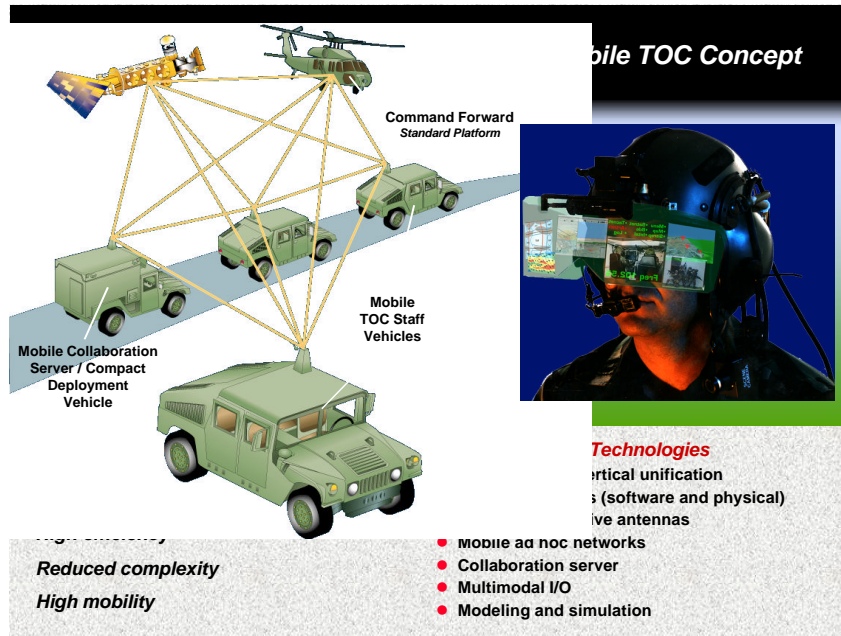 bile TOC Concept
Command Forward
Standard Platform
Mobile
TOC Staff
Vehicles
Mobile Collaboration
Server / Compact
Deployment
Vehicle
Technologies
ertical unification
s (software and physical)
ive antennas
High efficiency
Mobile ad hoc networks
Reduced complexity
Collaboration server
High mobility
Multimodal I/O
Modeling and simulation